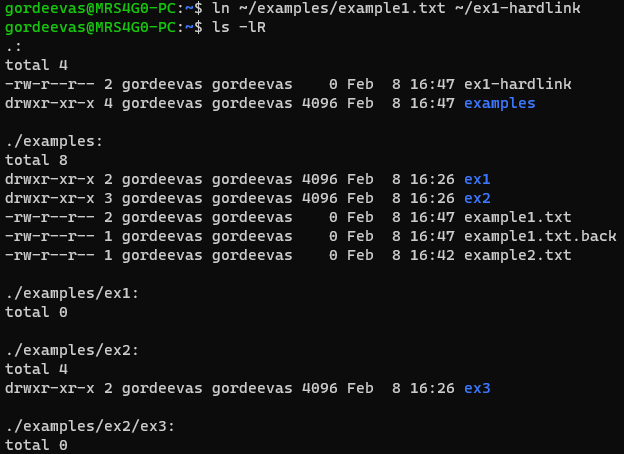 gordeevas@MRS4G0-PC:~$ ln ~/examples/example1.txt ~/ex1-hardlink
gordeevas@MRS4G0-PC:~$ ls -lR
.:
total 4
-rw-r--r-- 2 gordeevas gordeevas    0 Feb  8 16:47 ex1-hardlink
drwxr-xr-x 4 gordeevas gordeevas 4096 Feb  8 16:47 examples

./examples:
total 8
drwxr-xr-x 2 gordeevas gordeevas 4096 Feb  8 16:26 ex1
drwxr-xr-x 3 gordeevas gordeevas 4096 Feb  8 16:26 ex2
-rw-r--r-- 2 gordeevas gordeevas    0 Feb  8 16:47 example1.txt
-rw-r--r-- 1 gordeevas gordeevas    0 Feb  8 16:47 example1.txt.back
-rw-r--r-- 1 gordeevas gordeevas    0 Feb  8 16:42 example2.txt

./examples/ex1:
total 0

./examples/ex2:
total 4
drwxr-xr-x 2 gordeevas gordeevas 4096 Feb  8 16:26 ex3

./examples/ex2/ex3:
total 0